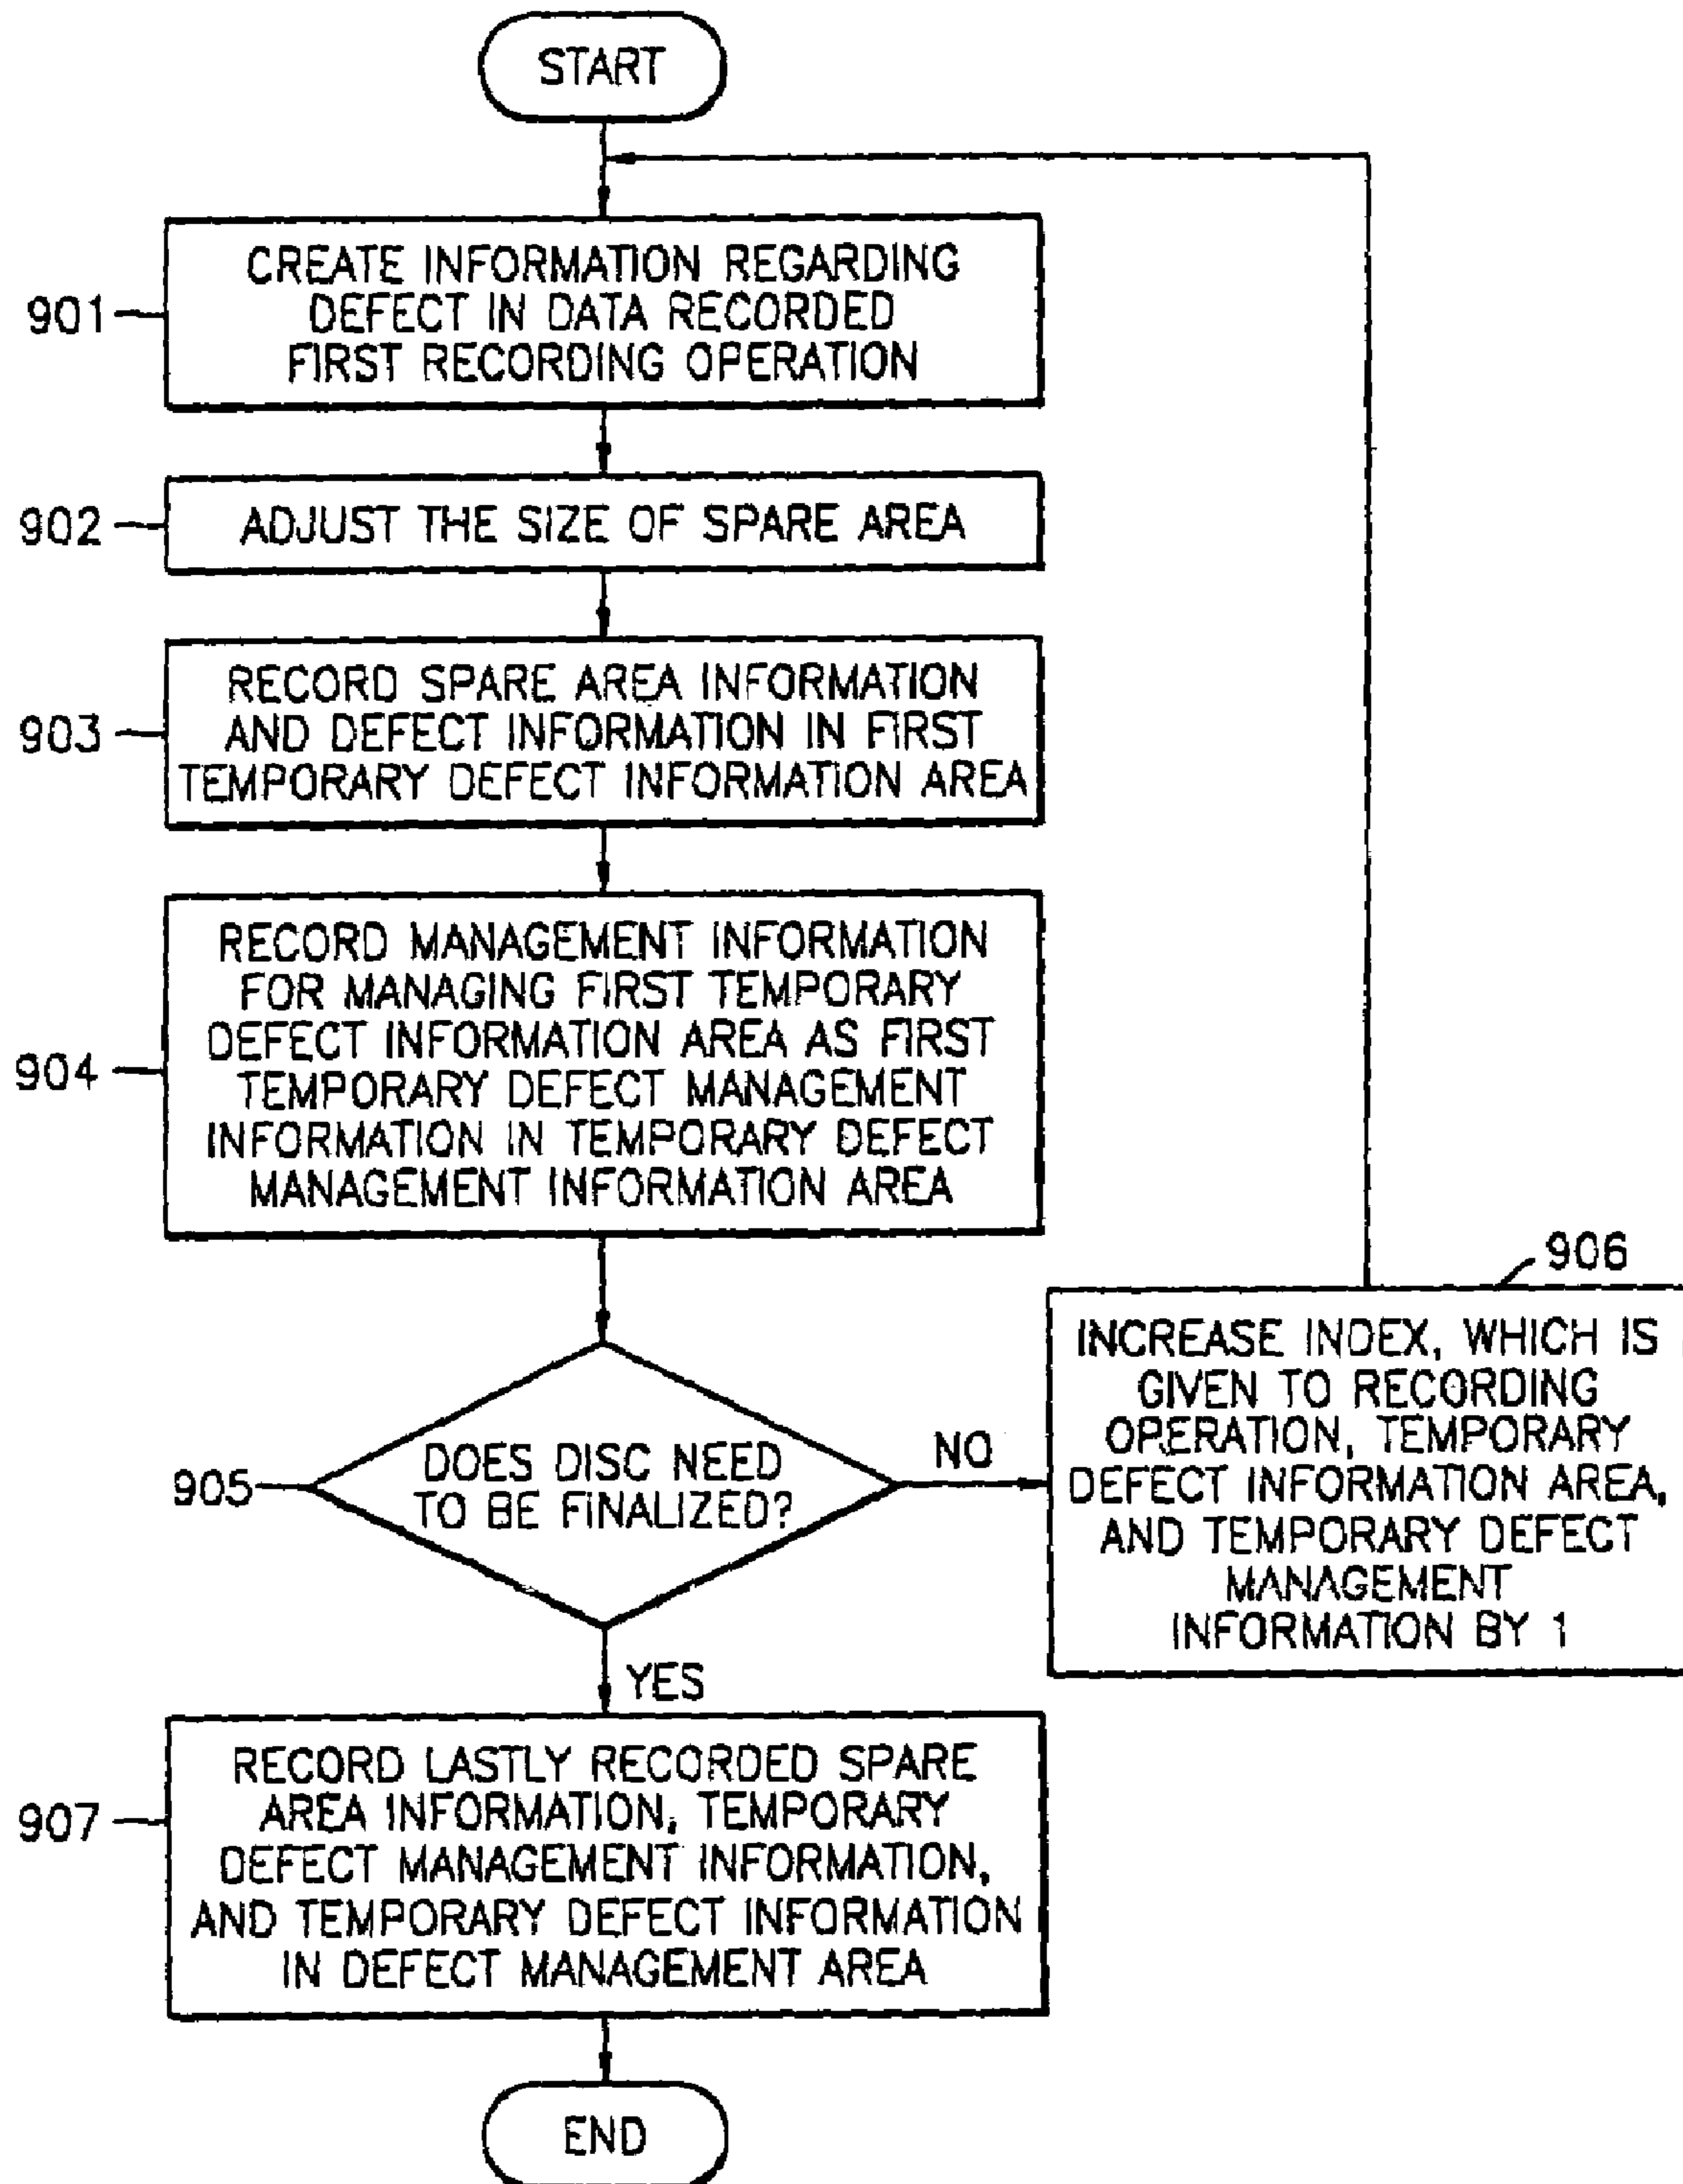 START
901
CREATE INFORMATION REGARDING
DEFECT IN DATA RECORDED
FIRST RECORDING OPERATION
902
ADJUST THE SIZE OF SPARE AREA
903
RECORD SPARE AREA INFORMATION
AND DEFECT INFORMATION IN FIRST
TEMPORARY DEFECT INFORMATION AREA
904
RECORD MANAGEMENT INFORMATION
FOR MANAGING FIRST TEMPORARY
DEFECT INFORMATION AREA AS FIRST
TEMPORARY DEFECT MANAGEMENT
INFORMATION IN TEMPORARY DEFECT
MANAGEMENT INFORMATION AREA
905
DOES DISC NEED
TO BE FINALIZED?
NO
906
INCREASE INDEX, WHICH IS
GIVEN TO RECORDING
OPERATION, TEMPORARY
DEFECT INFORMATION AREA,
AND TEMPORARY DEFECT
MANAGEMENT
INFORMATION BY 1
YES
907
RECORD LASTLY RECORDED SPARE
AREA INFORMATION, TEMPORARY
DEFECT MANAGEMENT INFORMATION,
AND TEMPORARY DEFECT INFORMATION
IN DEFECT MANAGEMENT AREA
END